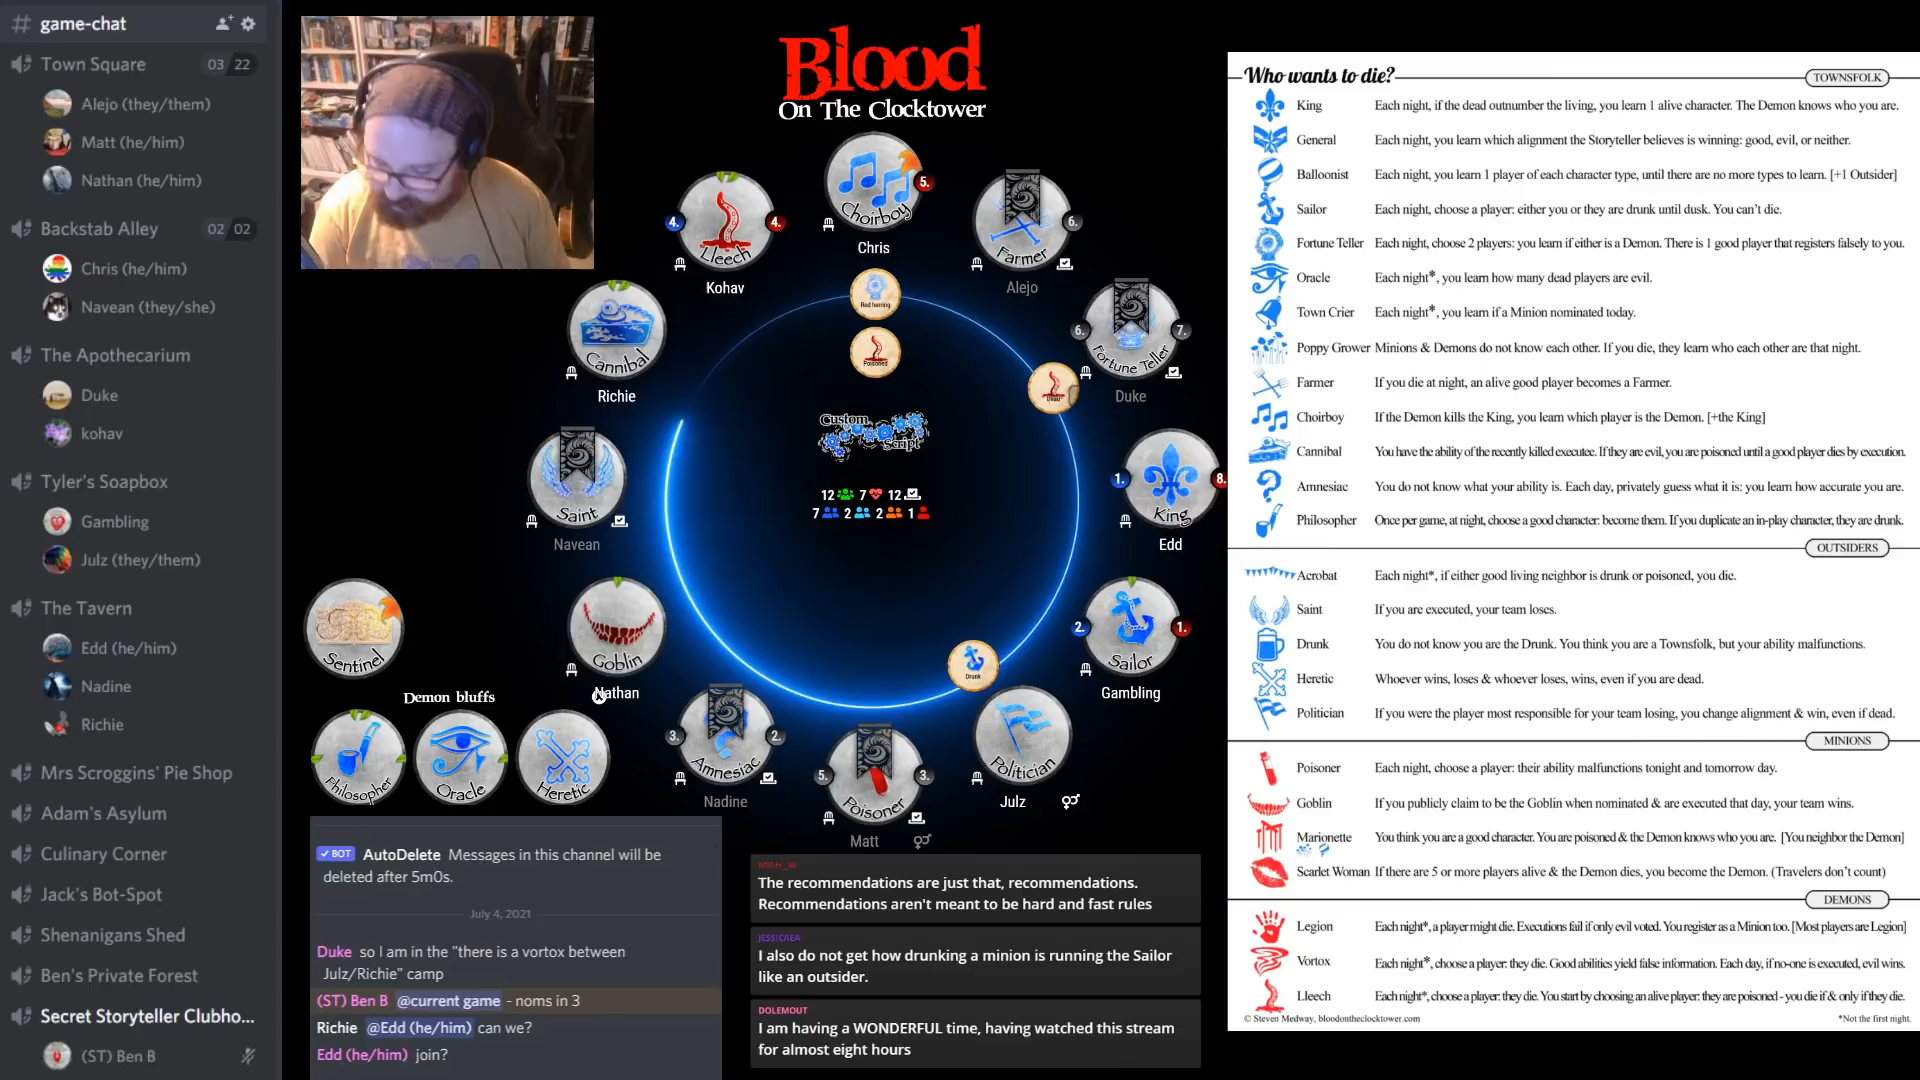 game-chat
Town Square 03 22
Alejo (they/them)
Matt (he/him)
Nathan (he/him)
Backstab Alley 02 02
Chris (he/him)
Navean (they/she)
The Apothecarium
Duke
kohav
Tyler's Soapbox
Gambling
Julz (they/them)
The Tavern
Edd (he/him)
Nadine
Richie
Mrs Scroggins' Pie Shop
Adam's Asylum
Culinary Corner
Jack's Bot-Spot
Shenanigans Shed
Ben's Private Forest
Secret Storyteller Clubho...
(ST) Ben B
Blood
On The Clocktower
Choirboy
5.
Chris
4.
Lleech
4.
Kohav
Farmer
6.
Alejo
Cannibal
Richie
6.
Fortune Teller
7.
Duke
Red herring
Poisoned
Dead
Custom
Script
12 7 12
7 2 2 1
Saint
Navean
1.
King
8.
Edd
Goblin
Nathan
2.
Sailor
1.
Gambling
Drunk
3.
Amnesiac
2.
Nadine
5.
Poisoner
3.
Matt
Politician
Julz
Sentinel
Demon bluffs
Philosopher
Oracle
Heretic
BOT AutoDelete Messages in this channel will be
deleted after 5m0s.
July 4, 2021
Duke so I am in the "there is a vortox between
Julz/Richie" camp
(ST) Ben B @current game - noms in 3
Richie @Edd (he/him) can we?
Edd (he/him) join?
The recommendations are just that, recommendations.
Recommendations aren't meant to be hard and fast rules
JESSICAEA
I also do not get how drunking a minion is running the Sailor
like an outsider.
DOLEMOUT
I am having a WONDERFUL time, having watched this stream
for almost eight hours
Who wants to die?
TOWNSFOLK
King Each night, if the dead outnumber the living, you learn 1 alive character. The Demon knows who you are.
General Each night, you learn which alignment the Storyteller believes is winning: good, evil, or neither.
Balloonist Each night, you learn 1 player of each character type, until there are no more types to learn. [+1 Outsider]
Sailor Each night, choose a player: either you or they are drunk until dusk. You can't die.
Fortune Teller Each night, choose 2 players: you learn if either is a Demon. There is 1 good player that registers falsely to you.
Oracle Each night*, you learn how many dead players are evil.
Town Crier Each night*, you learn if a Minion nominated today.
Poppy Grower Minions & Demons do not know each other. If you die, they learn who each other are that night.
Farmer If you die at night, an alive good player becomes a Farmer.
Choirboy If the Demon kills the King, you learn which player is the Demon. [+the King]
Cannibal You have the ability of the recently killed executee. If they are evil, you are poisoned until a good player dies by execution.
Amnesiac You do not know what your ability is. Each day, privately guess what it is: you learn how accurate you are.
Philosopher Once per game, at night, choose a good character: become them. If you duplicate an in-play character, they are drunk.
OUTSIDERS
Acrobat Each night*, if either good living neighbor is drunk or poisoned, you die.
Saint If you are executed, your team loses.
Drunk You do not know you are the Drunk. You think you are a Townsfolk, but your ability malfunctions.
Heretic Whoever wins, loses & whoever loses, wins, even if you are dead.
Politician If you were the player most responsible for your team losing, you change alignment & win, even if dead.
MINIONS
Poisoner Each night, choose a player: their ability malfunctions tonight and tomorrow day.
Goblin If you publicly claim to be the Goblin when nominated & are executed that day, your team wins.
Marionette You think you are a good character. You are poisoned & the Demon knows who you are. [You neighbor the Demon]
Scarlet Woman If there are 5 or more players alive & the Demon dies, you become the Demon. (Travelers don't count)
DEMONS
Legion Each night*, a player might die. Executions fail if only evil voted. You register as a Minion too. [Most players are Legion]
Vortox Each night*, choose a player: they die. Good abilities yield false information. Each day, if no-one is executed, evil wins.
Lleech Each night*, choose a player: they die. You start by choosing an alive player: they are poisoned - you die if & only if they die.
© Steven Medway, bloodontheclocktower.com *Not the first night.